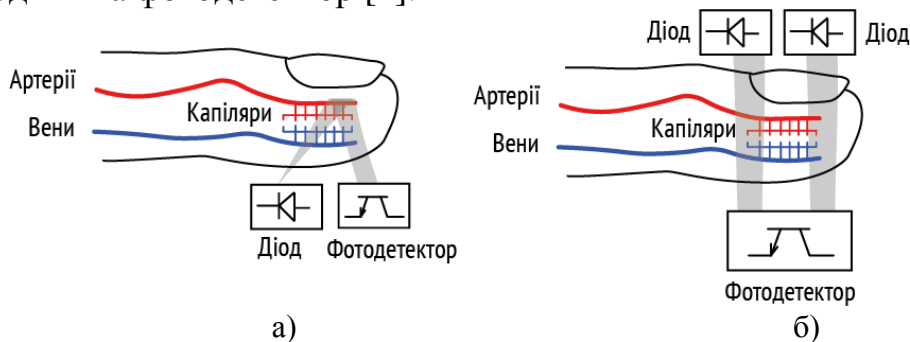 Діод
Діод
Артерії
Капіляри
Вени
Діод
Фотодетектор
а)
Артерії
Капіляри
Вени
Фотодетектор
б)